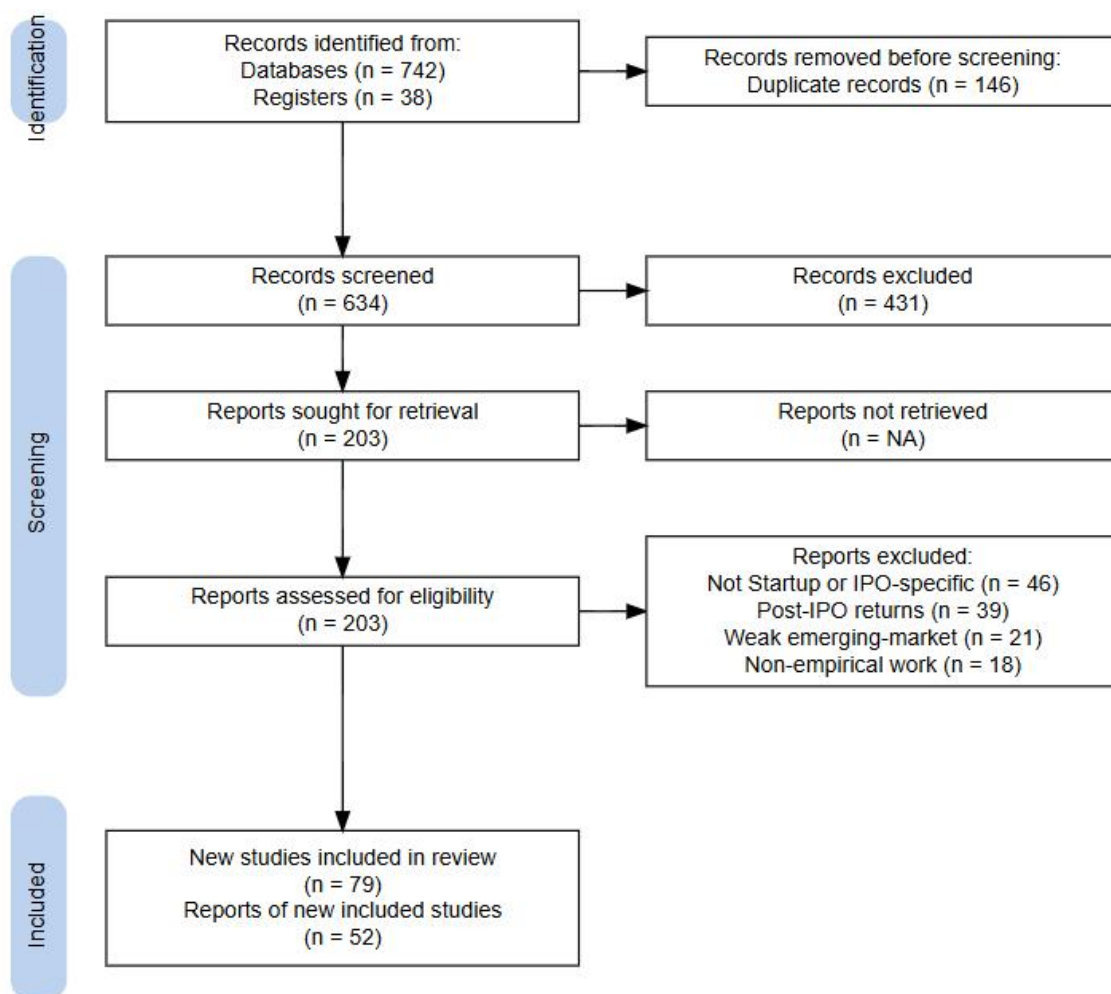 Identification
Records identified from:
Databases (n = 742)
Registers (n = 38)
Records removed before screening:
Duplicate records (n = 146)
Screening
Records screened
(n = 634)
Records excluded
(n = 431)
Reports sought for retrieval
(n = 203)
Reports not retrieved
(n = NA)
Reports assessed for eligibility
(n = 203)
Reports excluded:
Not Startup or IPO-specific (n = 46)
Post-IPO returns (n = 39)
Weak emerging-market (n = 21)
Non-empirical work (n = 18)
Included
New studies included in review
(n = 79)
Reports of new included studies
(n = 52)